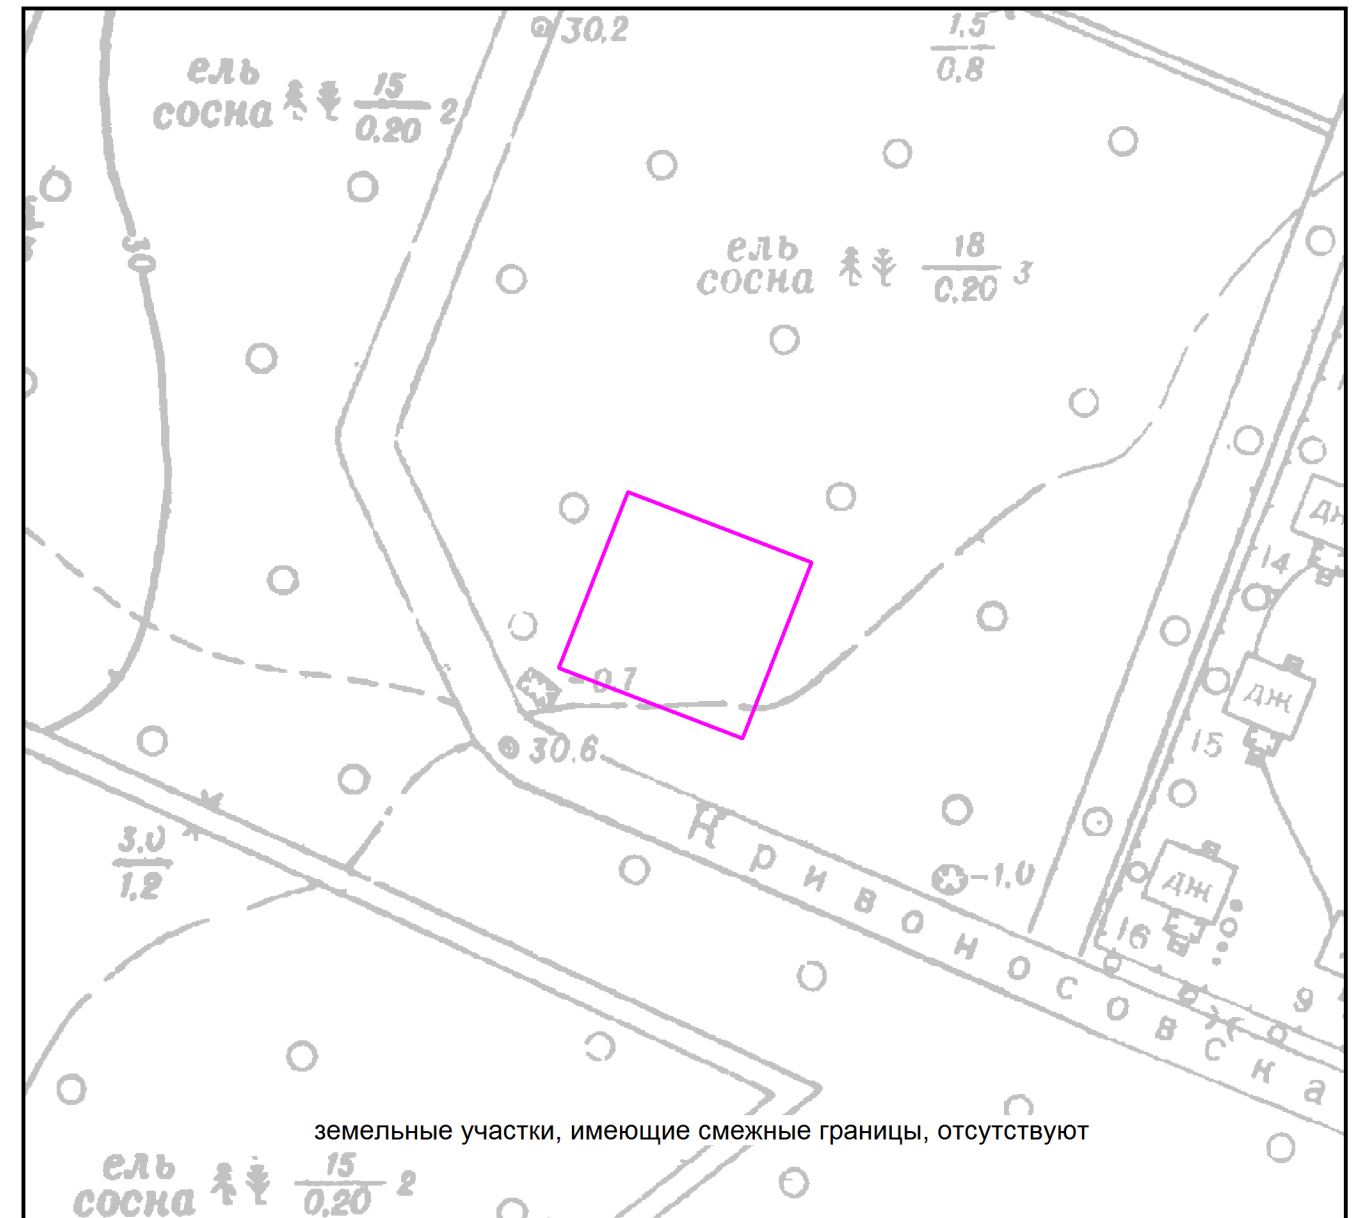 30.2
1.5
0.8
ель
сосна
15
0.20
2
30
ель
сосна
18
0.20
3
14
дж
15
-0.7
30.6
Кривоносовска
3.0
1.2
-1.0
дж
16
9
земельные участки, имеющие смежные границы, отсутствуют
ель
сосна
15
0.20
2